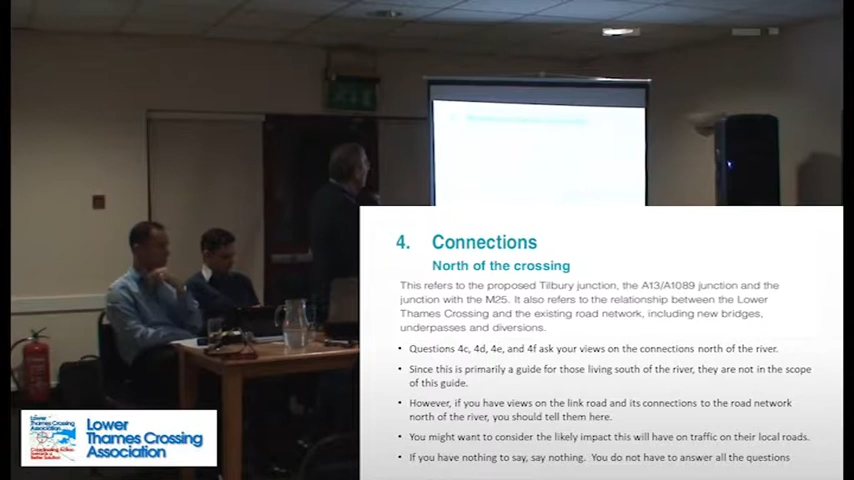 4. Connections
North of the crossing
This refers to the proposed Tilbury junction, the A13/A1089 junction and the
junction with the M25. It also refers to the relationship between the Lower
Thames Crossing and the existing road network, including new bridges,
underpasses and diversions.
• Questions 4c, 4d, 4e, and 4f ask your views on the connections north of the river.
• Since this is primarily a guide for those living south of the river, they are not in the scope
of this guide.
• However, if you have views on the link road and its connections to the road network
north of the river, you should tell them here.
• You might want to consider the likely impact this will have on traffic on their local roads.
• If you have nothing to say, say nothing. You do not have to answer all the questions
Lower
Thames Crossing
Association
Lower
Thames Crossing
Association